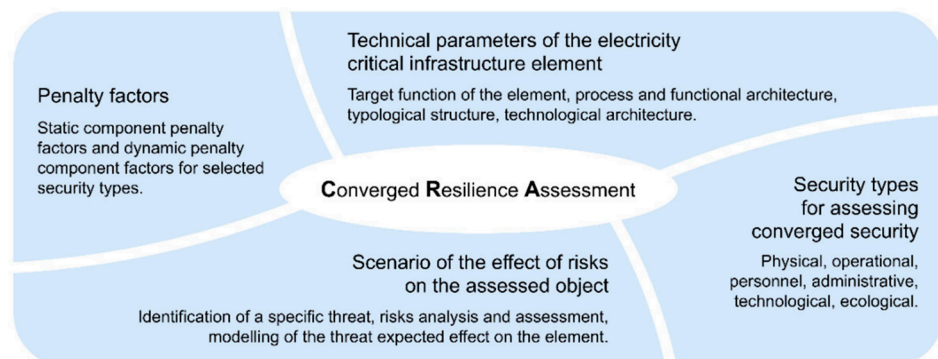 Technical parameters of the electricity
critical infrastructure element
Target function of the element, process and functional architecture,
typological structure, technological architecture.
Penalty factors
Static component penalty
factors and dynamic penalty
component factors for selected
security types.
Converged Resilience Assessment
Security types
for assessing
converged security
Physical, operational,
personnel, administrative,
technological, ecological.
Scenario of the effect of risks
on the assessed object
Identification of a specific threat, risks analysis and assessment,
modelling of the threat expected effect on the element.